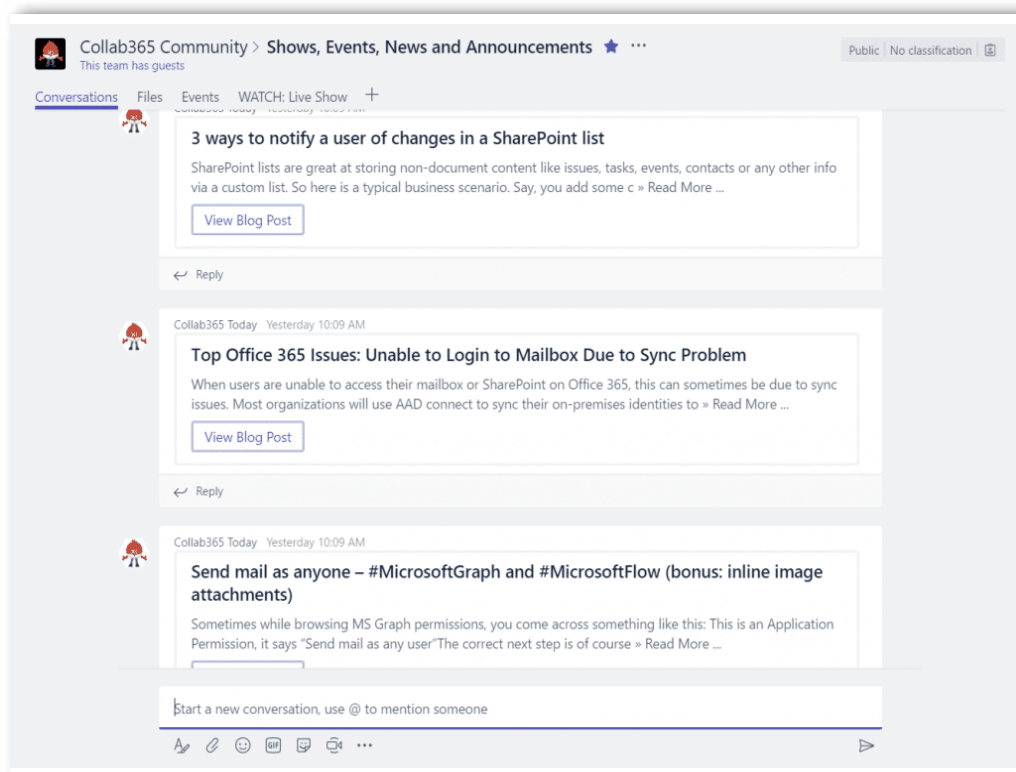 Collab365 Community > Shows, Events, News and Announcements
This team has guests
Public No classification
Conversations Files Events WATCH: Live Show
Collab365 Today Yesterday 10:09 AM
3 ways to notify a user of changes in a SharePoint list
SharePoint lists are great at storing non-document content like issues, tasks, events, contacts or any other info
via a custom list. So here is a typical business scenario. Say, you add some c » Read More ...
View Blog Post
Reply
Collab365 Today Yesterday 10:09 AM
Top Office 365 Issues: Unable to Login to Mailbox Due to Sync Problem
When users are unable to access their mailbox or SharePoint on Office 365, this can sometimes be due to sync
issues. Most organizations will use AAD connect to sync their on-premises identities to » Read More ...
View Blog Post
Reply
Collab365 Today Yesterday 10:09 AM
Send mail as anyone – #MicrosoftGraph and #MicrosoftFlow (bonus: inline image
attachments)
Sometimes while browsing MS Graph permissions, you come across something like this: This is an Application
Permission, it says “Send mail as any user”The correct next step is of course » Read More ...
Start a new conversation, use @ to mention someone
GIF